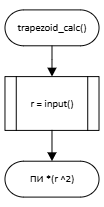 trapezoid_calc()
r = input()
ПИ *(r ^2)